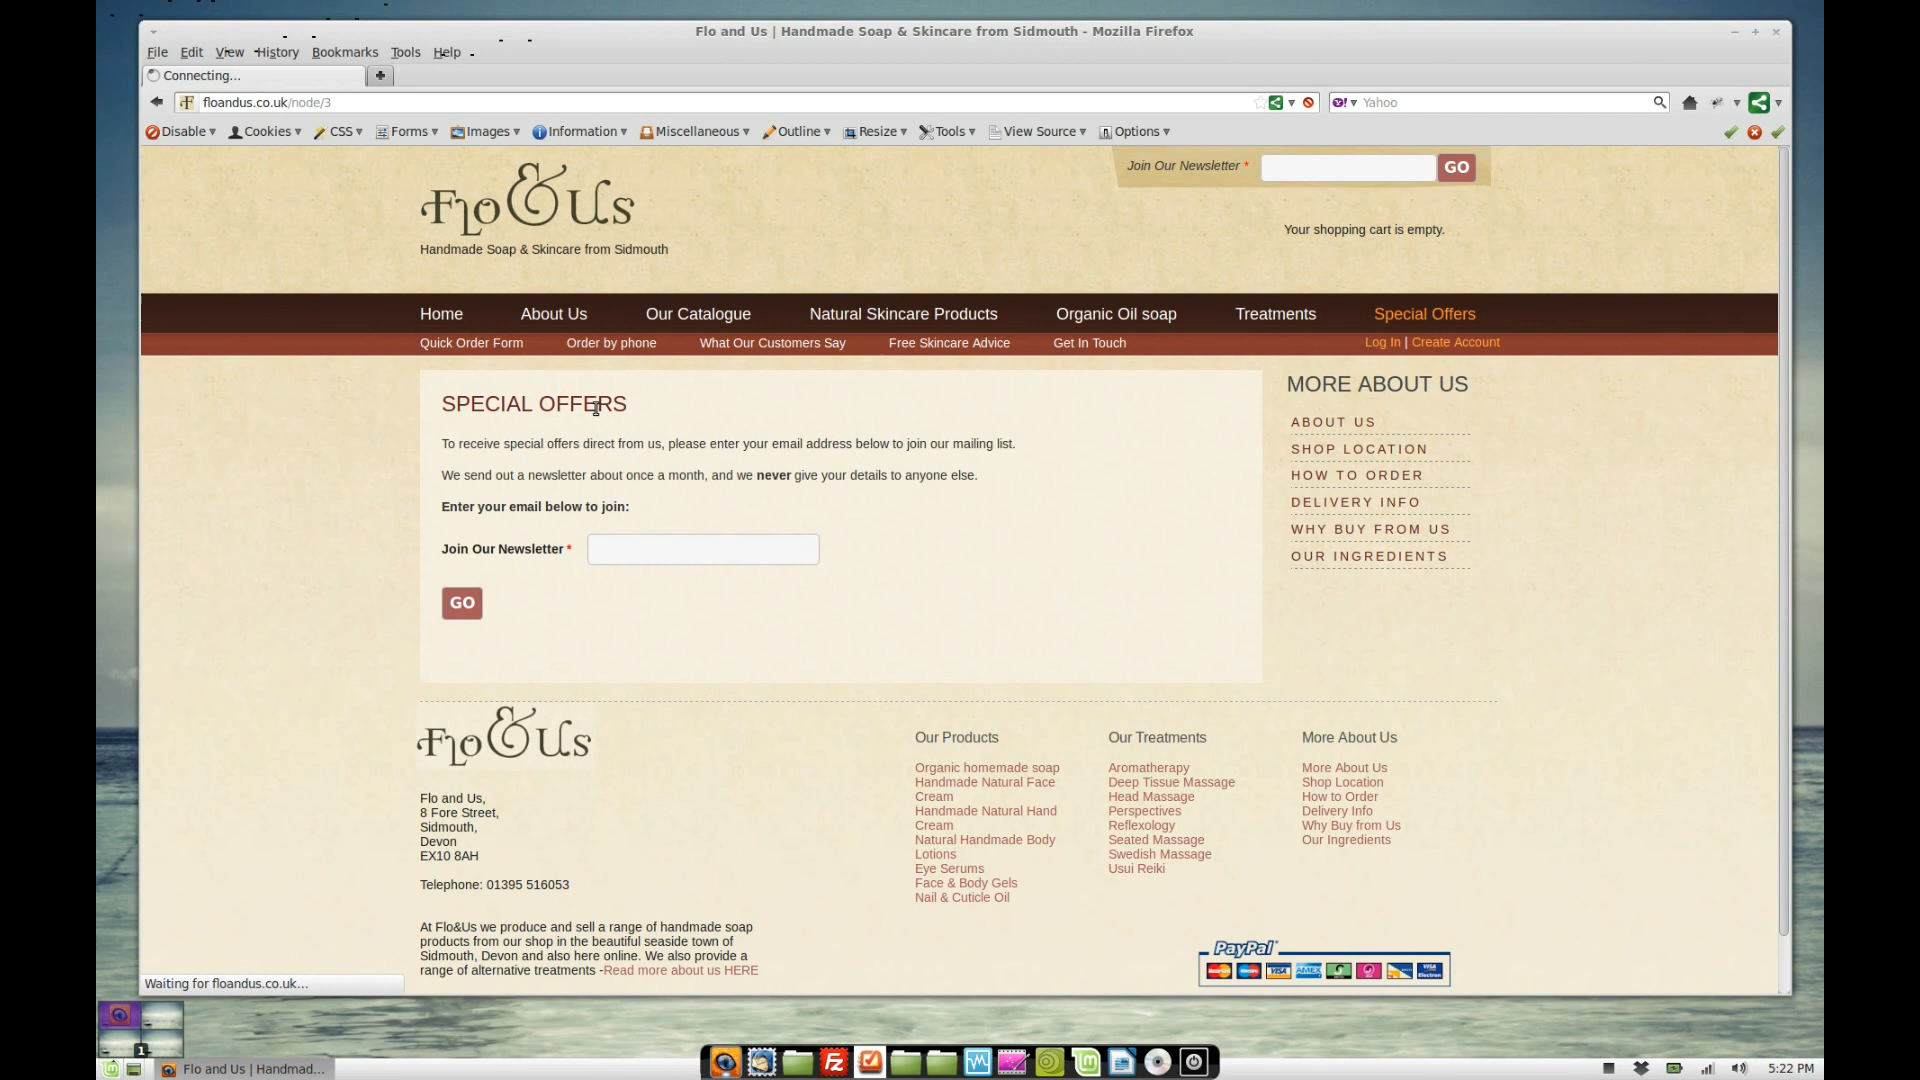 Flo and Us | Handmade Soap & Skincare from Sidmouth - Mozilla Firefox
File Edit View History Bookmarks Tools Help
Connecting...
floandus.co.uk/node/3
Yahoo
Disable Cookies CSS Forms Images Information Miscellaneous Outline Resize Tools View Source Options
Flo & Us
Handmade Soap & Skincare from Sidmouth
Join Our Newsletter *
GO
Your shopping cart is empty.
Home About Us Our Catalogue Natural Skincare Products Organic Oil soap Treatments Special Offers
Quick Order Form Order by phone What Our Customers Say Free Skincare Advice Get In Touch Log In | Create Account
SPECIAL OFFERS
To receive special offers direct from us, please enter your email address below to join our mailing list.
We send out a newsletter about once a month, and we never give your details to anyone else.
Enter your email below to join:
Join Our Newsletter *
GO
MORE ABOUT US
ABOUT US
SHOP LOCATION
HOW TO ORDER
DELIVERY INFO
WHY BUY FROM US
OUR INGREDIENTS
Flo & Us
Flo and Us,
8 Fore Street,
Sidmouth,
Devon
EX10 8AH
Telephone: 01395 516053
At Flo&Us we produce and sell a range of handmade soap
products from our shop in the beautiful seaside town of
Sidmouth, Devon and also here online. We also provide a
range of alternative treatments -Read more about us HERE
Our Products
Organic homemade soap
Handmade Natural Face
Cream
Handmade Natural Hand
Cream
Natural Handmade Body
Lotions
Eye Serums
Face & Body Gels
Nail & Cuticle Oil
Our Treatments
Aromatherapy
Deep Tissue Massage
Head Massage
Perspectives
Reflexology
Seated Massage
Swedish Massage
Usui Reiki
More About Us
More About Us
Shop Location
How to Order
Delivery Info
Why Buy from Us
Our Ingredients
PayPal
VISA AMEX VISA Electron
Waiting for floandus.co.uk...
1
Flo and Us | Handmad...
Fz
5:22 PM